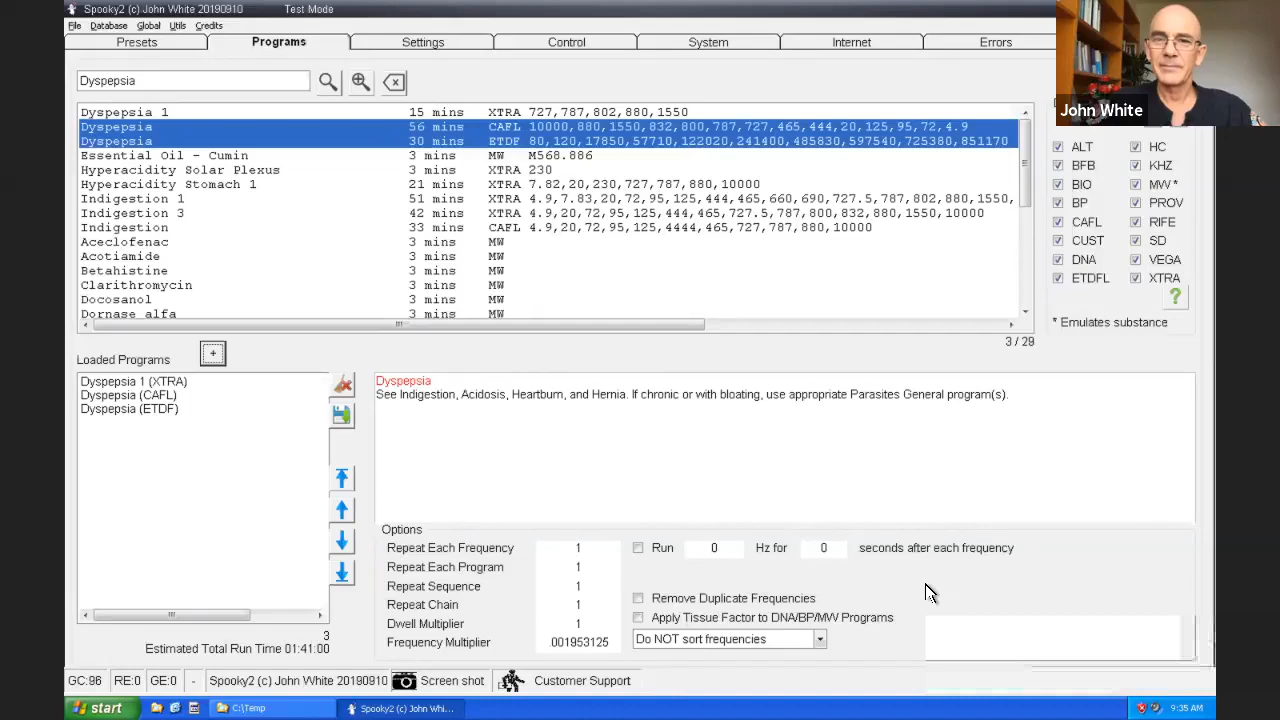 Spooky2 (c) John White 20190910 Test Mode
File Database Global Utils Credits
Presets Programs Settings Control System Internet Errors
Dyspepsia
John White
Dyspepsia 1 15 mins XTRA 727,787,802,880,1550
Dyspepsia 56 mins CAFL 10000,880,1550,832,800,787,727,465,444,20,125,95,72,4.9
Dyspepsia 30 mins ETDF 80,120,17850,57710,122020,241400,485830,597540,725380,851170
Essential Oil - Cumin 3 mins MW M568.886
Hyperacidity Solar Plexus 3 mins XTRA 230
Hyperacidity Stomach 1 21 mins XTRA 7.82,20,230,727,787,880,10000
Indigestion 1 51 mins XTRA 4.9,7.83,20,72,95,125,444,465,660,690,727.5,787,802,880,1550,
Indigestion 3 42 mins XTRA 4.9,20,72,95,125,444,465,727.5,787,800,832,880,1550,10000
Indigestion 33 mins CAFL 4.9,20,72,95,125,4444,465,727,787,880,10000
Aceclofenac 3 mins MW
Acotiamide 3 mins MW
Betahistine 3 mins MW
Clarithromycin 3 mins MW
Docosanol 3 mins MW
Dornase alfa 3 mins MW
ALT HC
BFB KHZ
BIO MW *
BP PROV
CAFL RIFE
CUST SD
DNA VEGA
ETDFL XTRA
?
* Emulates substance
3 / 29
Loaded Programs +
Dyspepsia 1 (XTRA)
Dyspepsia (CAFL)
Dyspepsia (ETDF)
3
Estimated Total Run Time 01:41:00
Dyspepsia
See Indigestion, Acidosis, Heartburn, and Hernia. If chronic or with bloating, use appropriate Parasites General program(s).
Options
Repeat Each Frequency 1 Run 0 Hz for 0 seconds after each frequency
Repeat Each Program 1
Repeat Sequence 1
Remove Duplicate Frequencies
Repeat Chain 1
Apply Tissue Factor to DNA/BP/MW Programs
Dwell Multiplier 1
Do NOT sort frequencies
Frequency Multiplier .001953125
GC:96 RE:0 GE:0 - Spooky2 (c) John White 20190910 Screen shot Customer Support
start C:\Temp Spooky2 (c) John Whi... 9:35 AM